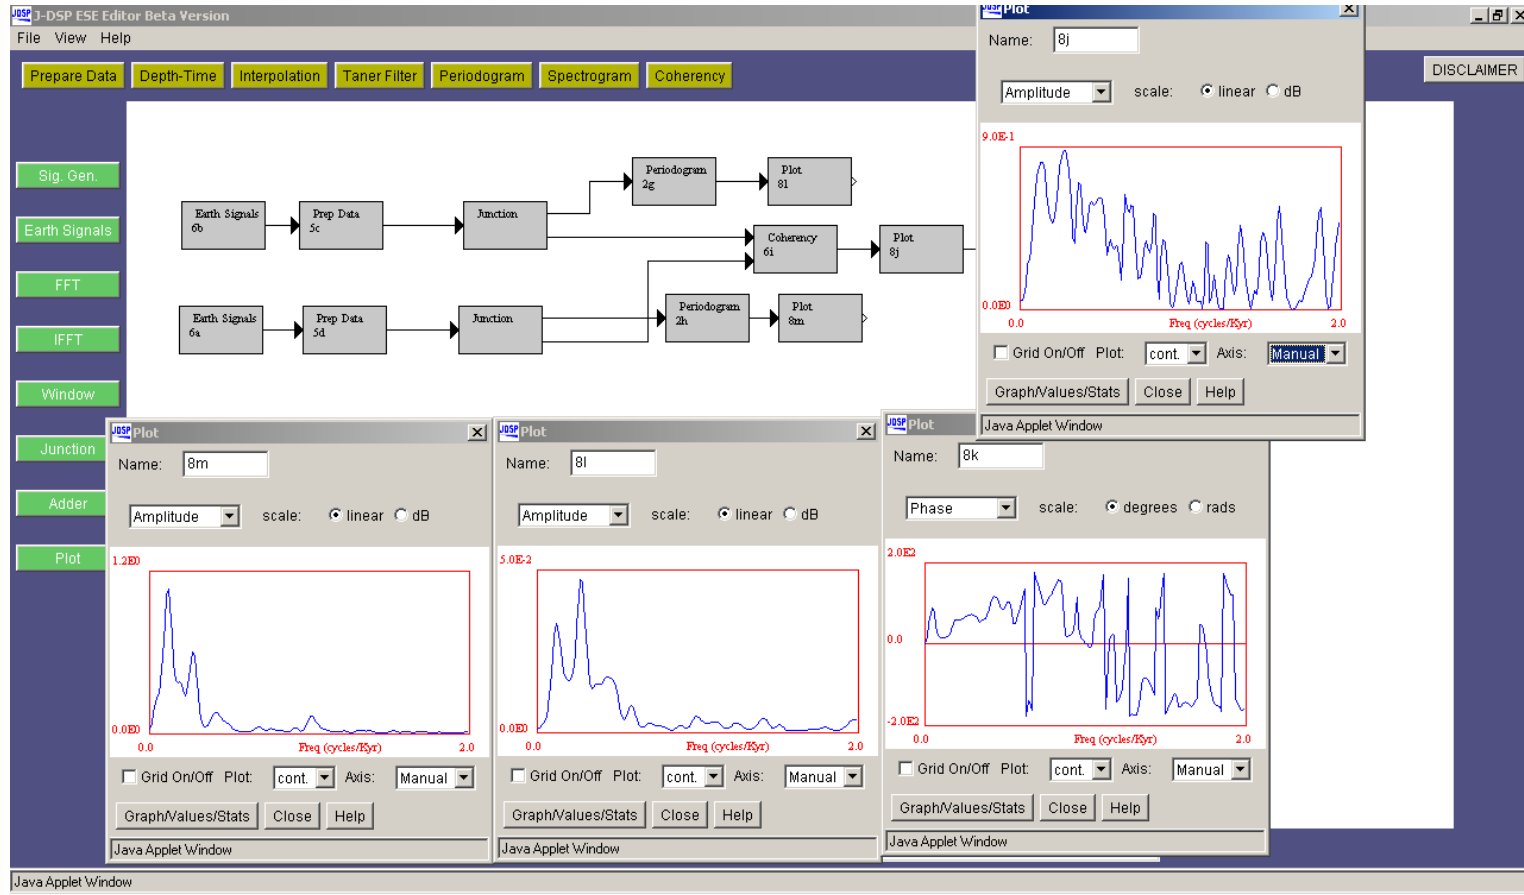 JDSP J-DSP ESE Editor Beta Version
File View Help
Prepare Data Depth-Time Interpolation Taner Filter Periodogram Spectrogram Coherency
DISCLAIMER
Sig. Gen.
Earth Signals
FFT
IFFT
Window
Junction
Adder
Plot
Earth Signals
6b
Prep Data
5c
Junction
Periodogram
2g
Plot
8l
Coherency
6i
Plot
8j
Earth Signals
6a
Prep Data
5d
Junction
Periodogram
2h
Plot
8m
JDSP Plot
Name: 8j
Amplitude scale: linear dB
9.0E-1
0.0E0
0.0 Freq (cycles/Kyr) 2.0
Grid On/Off Plot: cont. Axis: Manual
Graph/Values/Stats Close Help
Java Applet Window
JDSP Plot
Name: 8m
Amplitude scale: linear dB
1.2E0
0.0E0
0.0 Freq (cycles/Kyr) 2.0
Grid On/Off Plot: cont. Axis: Manual
Graph/Values/Stats Close Help
Java Applet Window
JDSP Plot
Name: 8l
Amplitude scale: linear dB
5.0E-2
0.0E0
0.0 Freq (cycles/Kyr) 2.0
Grid On/Off Plot: cont. Axis: Manual
Graph/Values/Stats Close Help
Java Applet Window
JDSP Plot
Name: 8k
Phase scale: degrees rads
2.0E2
0.0
-2.0E2
0.0 Freq (cycles/Kyr) 2.0
Grid On/Off Plot: cont. Axis: Manual
Graph/Values/Stats Close Help
Java Applet Window
Java Applet Window